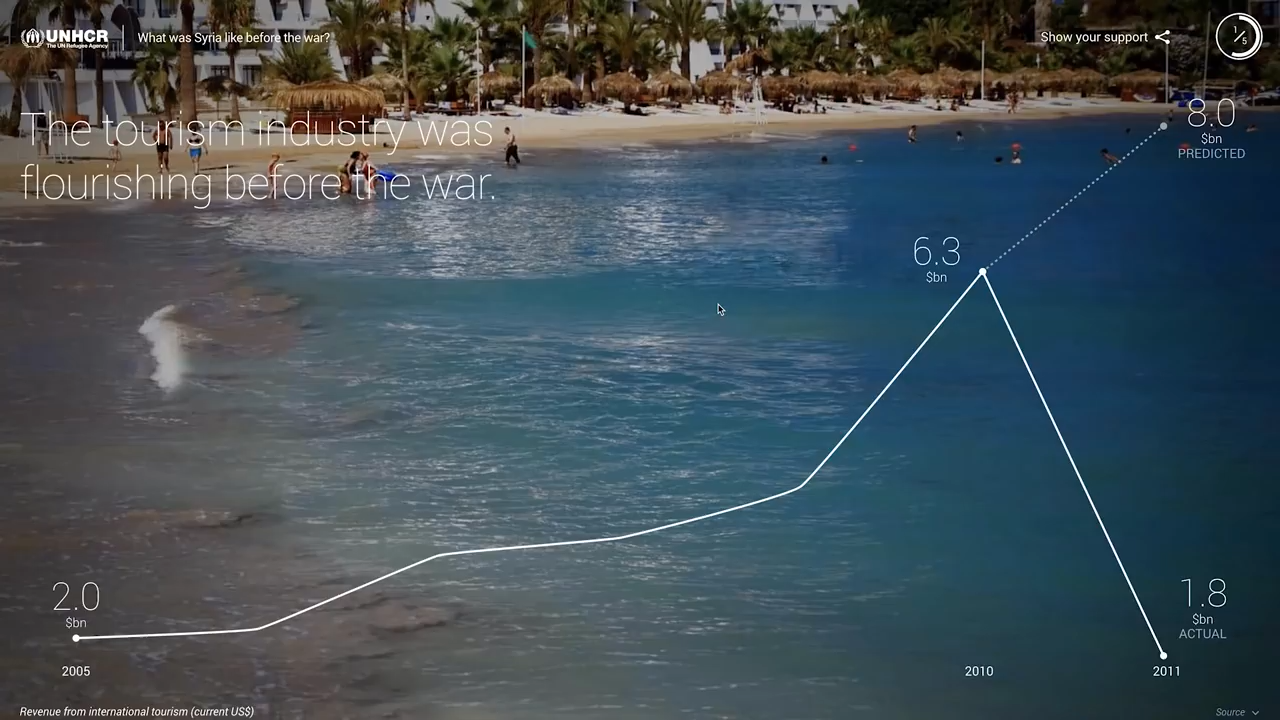 UNHCR
The UN Refugee Agency
What was Syria like before the war?
Show your support
1/5
The tourism industry was
flourishing before the war.
8.0
$bn
PREDICTED
6.3
$bn
2.0
$bn
1.8
$bn
ACTUAL
2005
2010
2011
Revenue from international tourism (current US$)
Source